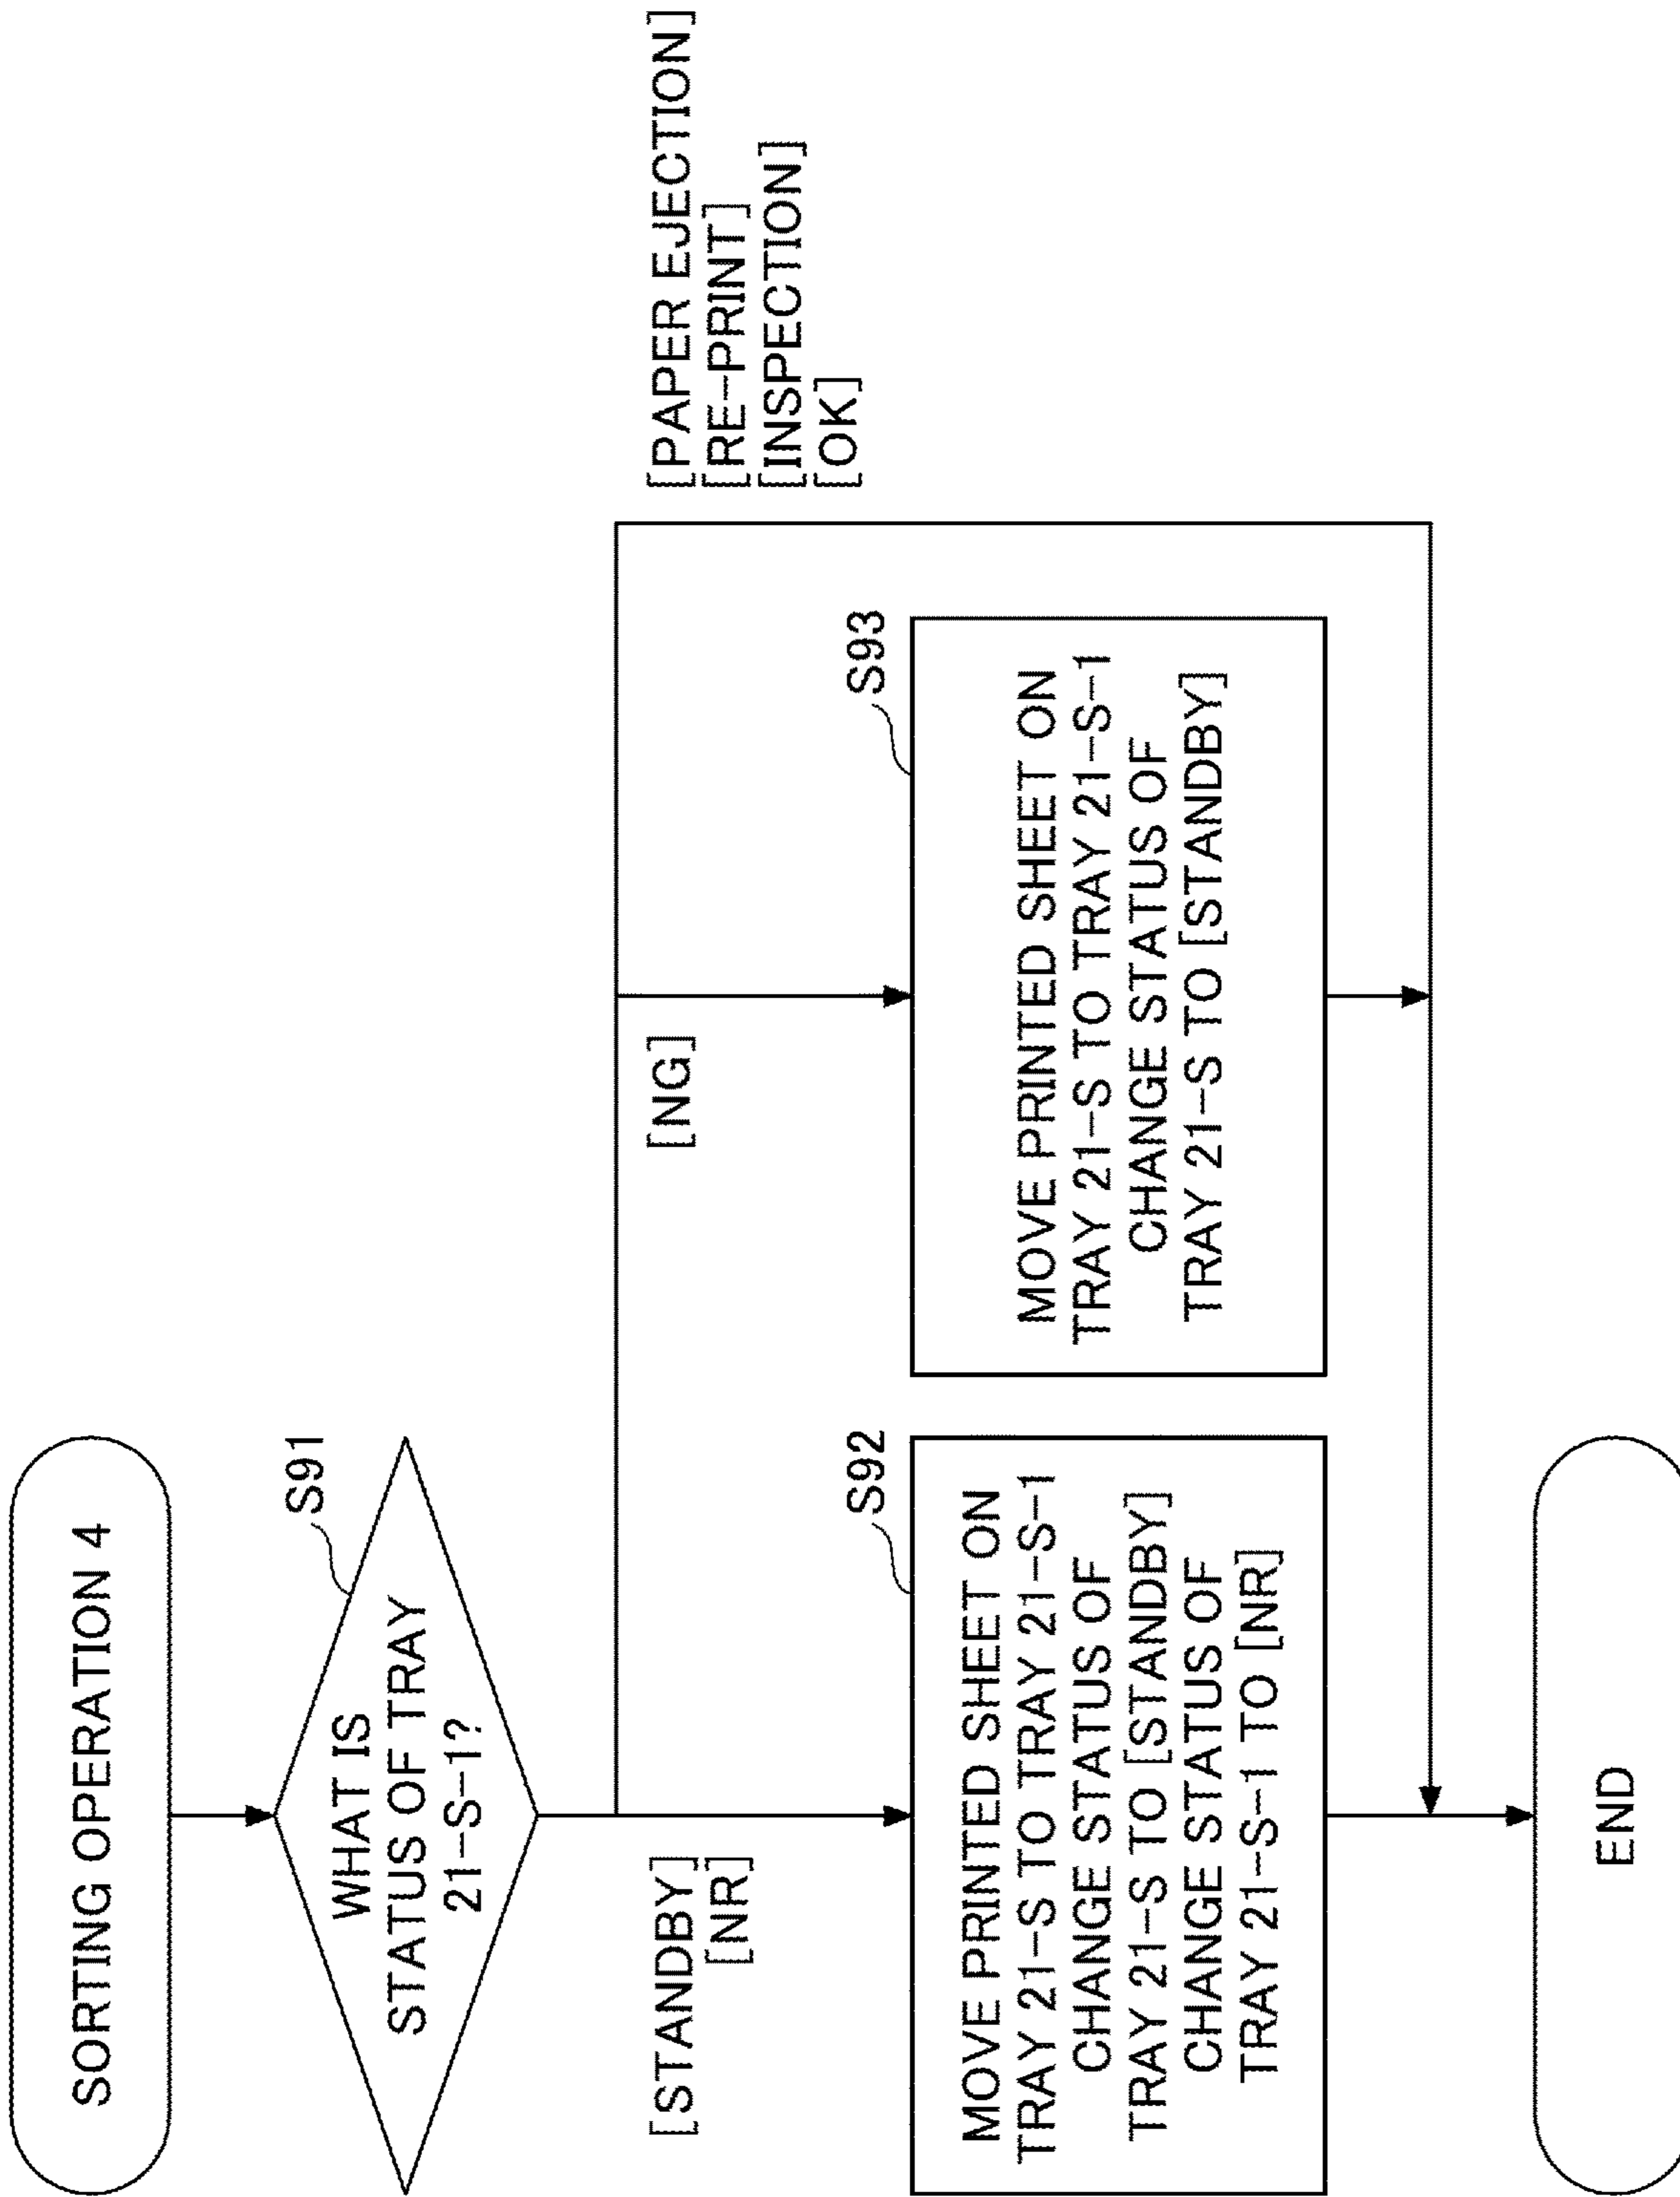 SORTING OPERATION 4
S91
WHAT IS
STATUS OF TRAY
21-S-1?
[STANDBY]
[NR]
[NG]
[PAPER EJECTION]
[RE-PRINT]
[INSPECTION]
[OK]
S92
MOVE PRINTED SHEET ON
TRAY 21-S TO TRAY 21-S-1
CHANGE STATUS OF
TRAY 21-S TO [STANDBY]
CHANGE STATUS OF
TRAY 21-S-1 TO [NR]
S93
MOVE PRINTED SHEET ON
TRAY 21-S TO TRAY 21-S-1
CHANGE STATUS OF
TRAY 21-S TO [STANDBY]
END